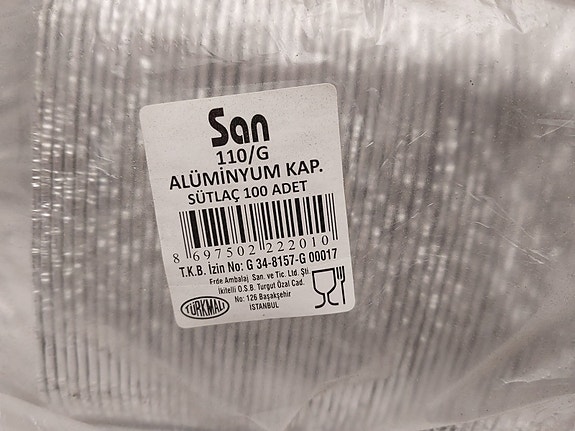 San
110/G
ALÜMİNYUM KAP.
SÜTLAÇ 100 ADET
8 697502 222010
T.K.B. İzin No: G 34-8157-G 00017
Erde Ambalaj San. ve Tic. Ltd. Şti.
İkitelli O.S.B. Turgut Özal Cad.
No: 126 Başakşehir
İSTANBUL
TÜRKMALI